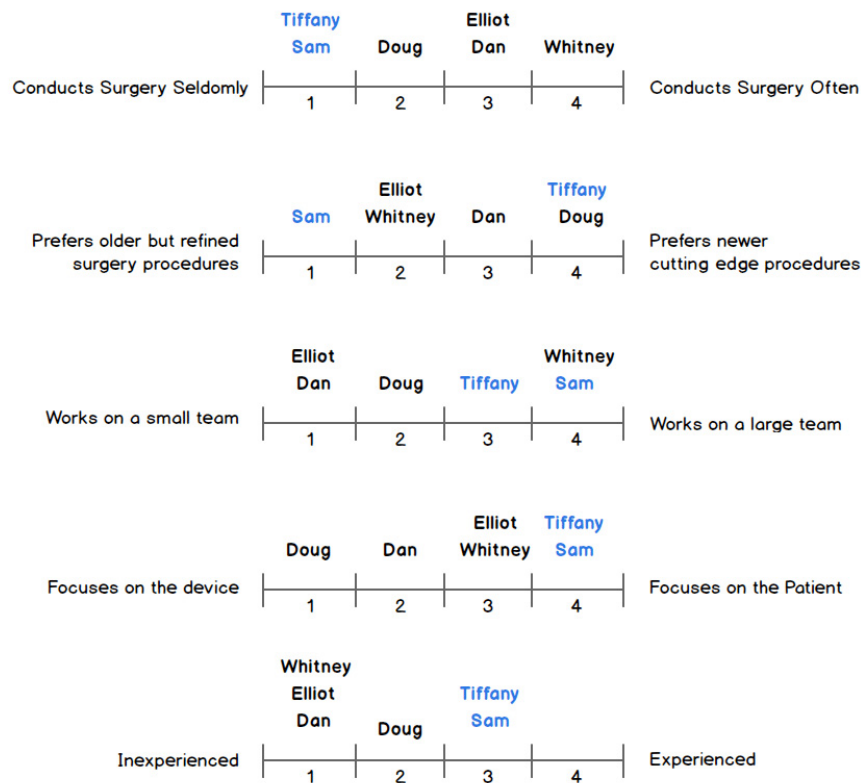 Tiffany Elliot
Sam Doug Dan Whitney
Conducts Surgery Seldomly Conducts Surgery Often
1 2 3 4
Elliot Tiffany
Sam Whitney Dan Doug
Prefers older but refined Prefers newer
surgery procedures cutting edge procedures
1 2 3 4
Elliot Whitney
Dan Doug Tiffany Sam
Works on a small team Works on a large team
1 2 3 4
Elliot Tiffany
Doug Dan Whitney Sam
Focuses on the device Focuses on the Patient
1 2 3 4
Whitney
Elliot Tiffany
Dan Doug Sam
Inexperienced Experienced
1 2 3 4